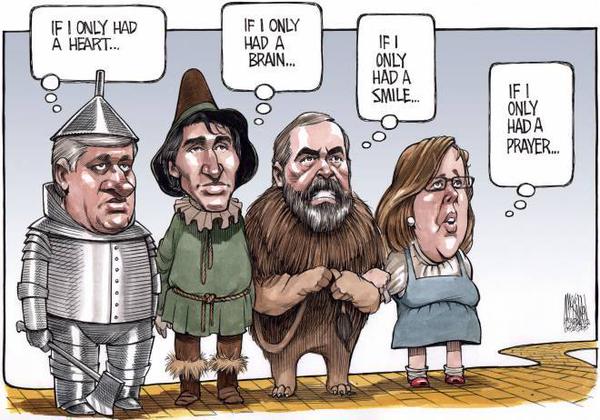 IF I ONLY HAD
A HEART...
IF I ONLY
HAD A
BRAIN...
IF I
ONLY
HAD A
SMILE...
IF I
ONLY
HAD A
PRAYER...